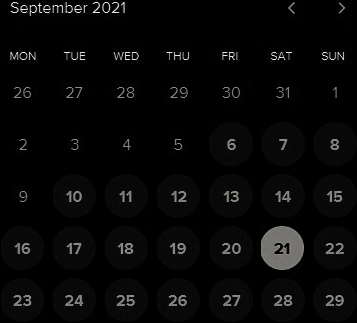 September 2021
MON TUE WED THU FRI SAT SUN
26 27 28 29 30 31 1
2 3 4 5 6 7 8
9 10 11 12 13 14 15
16 17 18 19 20 21 22
23 24 25 26 27 28 29